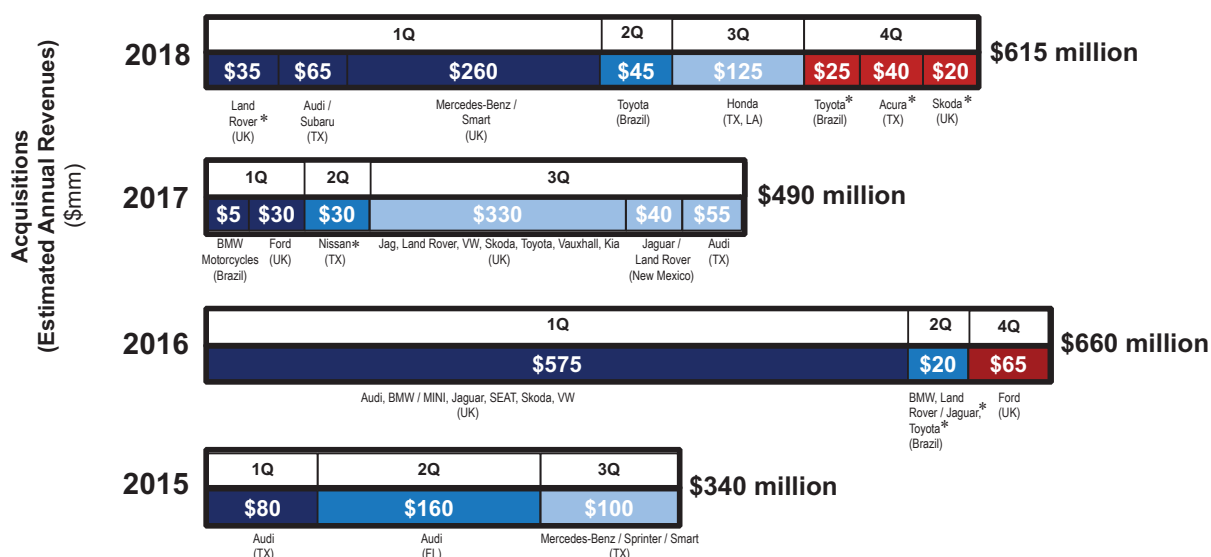 Acquisitions
(Estimated Annual Revenues)
($mm)
2018
1Q 2Q 3Q 4Q
$35 $65 $260 $45 $125 $25 $40 $20
$615 million
Land Rover * (UK)
Audi / Subaru (TX)
Mercedes-Benz / Smart (UK)
Toyota (Brazil)
Honda (TX, LA)
Toyota* (Brazil)
Acura* (TX)
Skoda* (UK)
2017
1Q 2Q 3Q
$5 $30 $30 $330 $40 $55
$490 million
BMW Motorcycles (Brazil)
Ford (UK)
Nissan* (TX)
Jag, Land Rover, VW, Skoda, Toyota, Vauxhall, Kia (UK)
Jaguar / Land Rover (New Mexico)
Audi (TX)
2016
1Q 2Q 4Q
$575 $20 $65
$660 million
Audi, BMW / MINI, Jaguar, SEAT, Skoda, VW (UK)
BMW, Land Rover / Jaguar,* Toyota* (Brazil)
Ford (UK)
2015
1Q 2Q 3Q
$80 $160 $100
$340 million
Audi (TX)
Audi (FL)
Mercedes-Benz / Sprinter / Smart (TX)